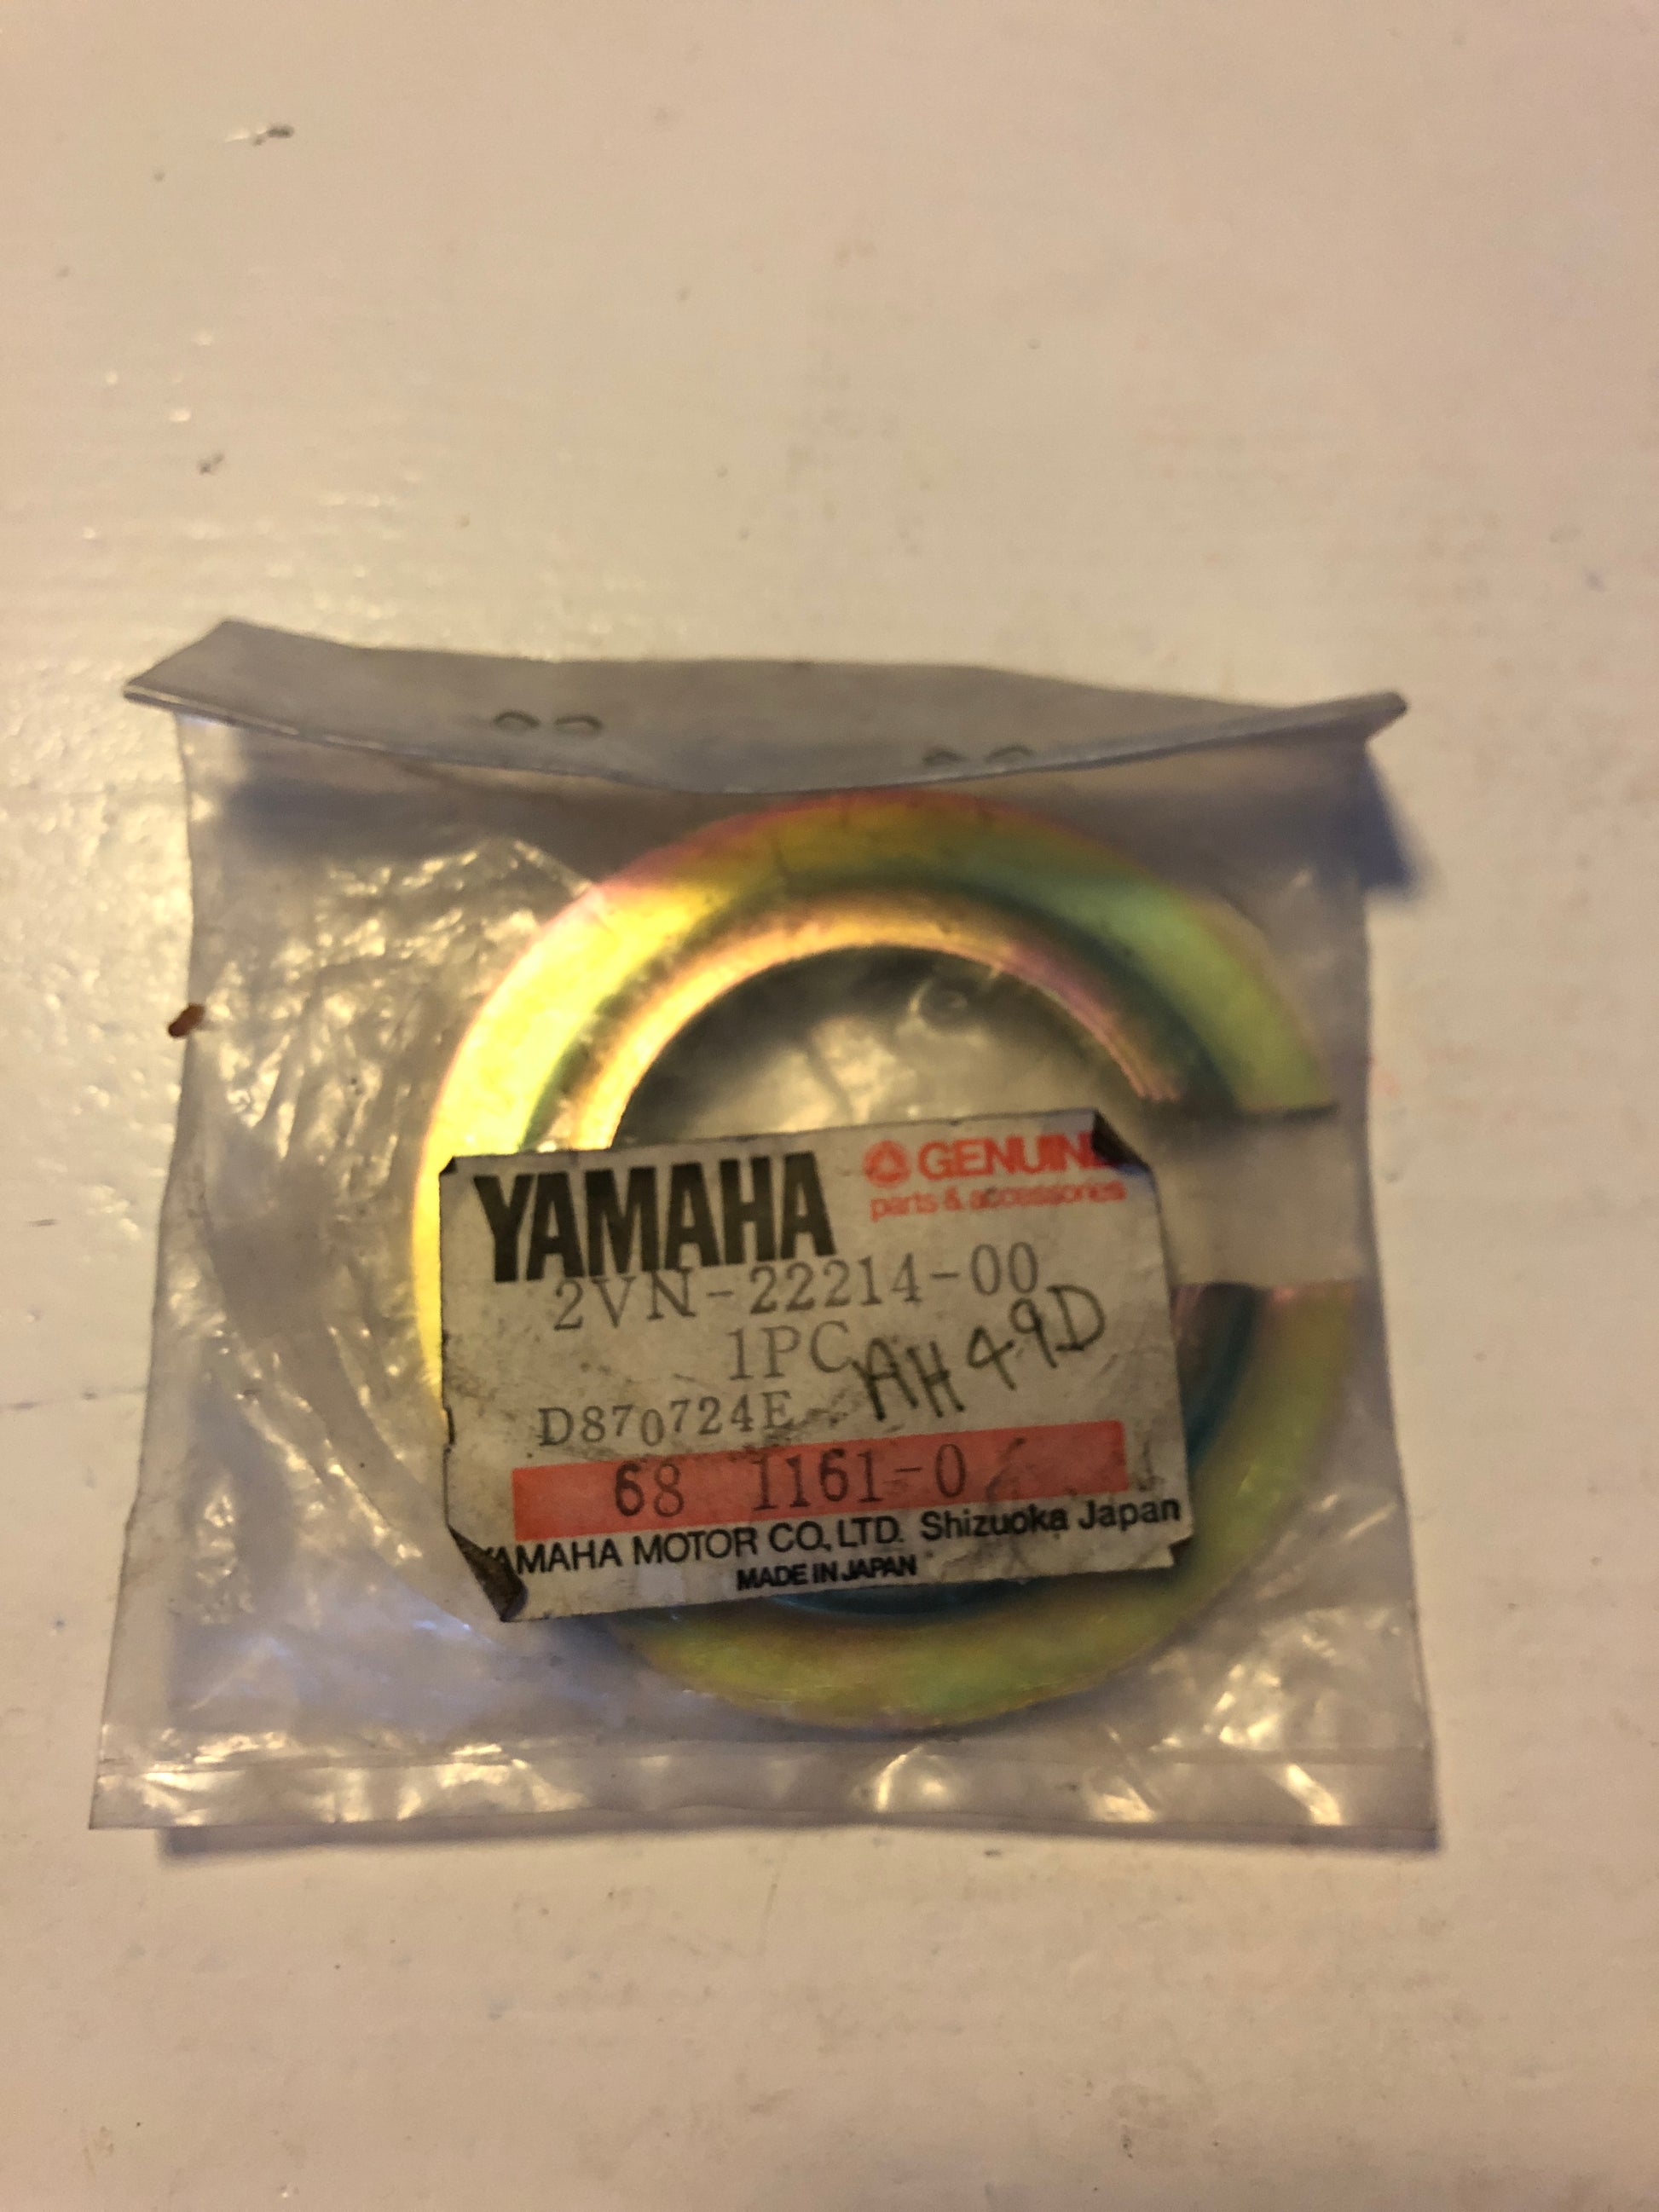 YAMAHA GENUINE
parts & accessories
2VN-22214-00
1PC
AH49D
D870724E
68 1161-0
YAMAHA MOTOR CO., LTD. Shizuoka Japan
MADE IN JAPAN